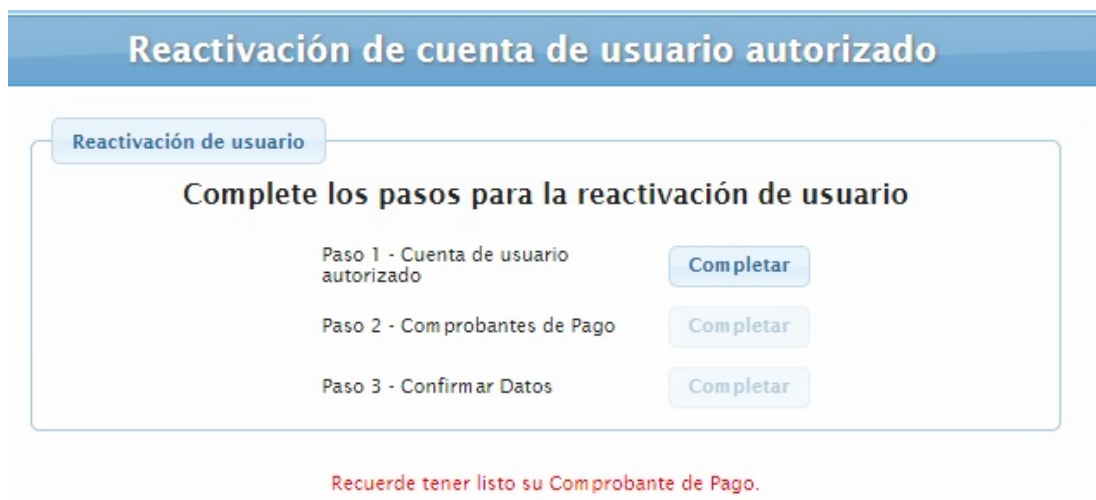 Reactivación de cuenta de usuario autorizado
Reactivación de usuario
Complete los pasos para la reactivación de usuario
Paso 1 - Cuenta de usuario
autorizado
Completar
Paso 2 - Comprobantes de Pago
Completar
Paso 3 - Confirmar Datos
Completar
Recuerde tener listo su Comprobante de Pago.